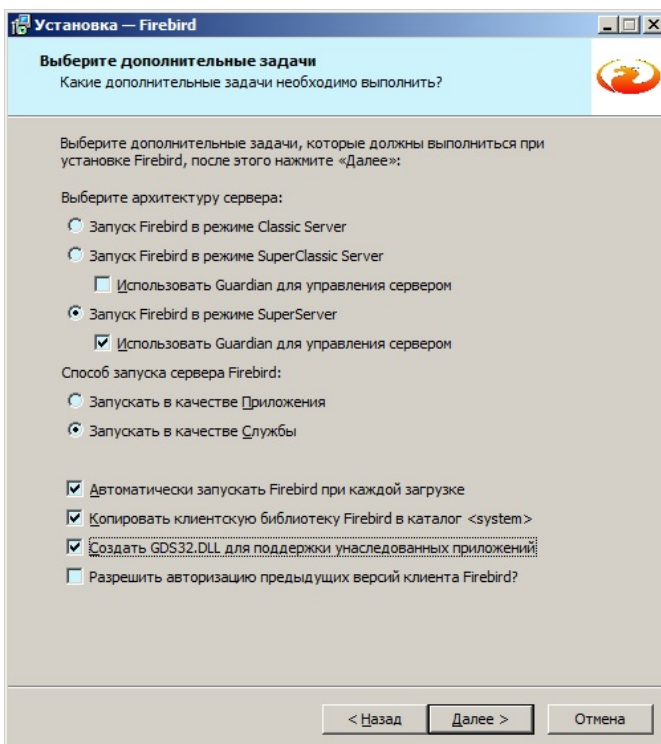 Установка — Firebird
Выберите дополнительные задачи
Какие дополнительные задачи необходимо выполнить?
Выберите дополнительные задачи, которые должны выполниться при
установке Firebird, после этого нажмите «Далее»:
Выберите архитектуру сервера:
Запуск Firebird в режиме Classic Server
Запуск Firebird в режиме SuperClassic Server
Использовать Guardian для управления сервером
Запуск Firebird в режиме SuperServer
Использовать Guardian для управления сервером
Способ запуска сервера Firebird:
Запускать в качестве Приложения
Запускать в качестве Службы
Автоматически запускать Firebird при каждой загрузке
Копировать клиентскую библиотеку Firebird в каталог <system>
Создать GDS32.DLL для поддержки унаследованных приложений
Разрешить авторизацию предыдущих версий клиента Firebird?
< Назад Далее > Отмена